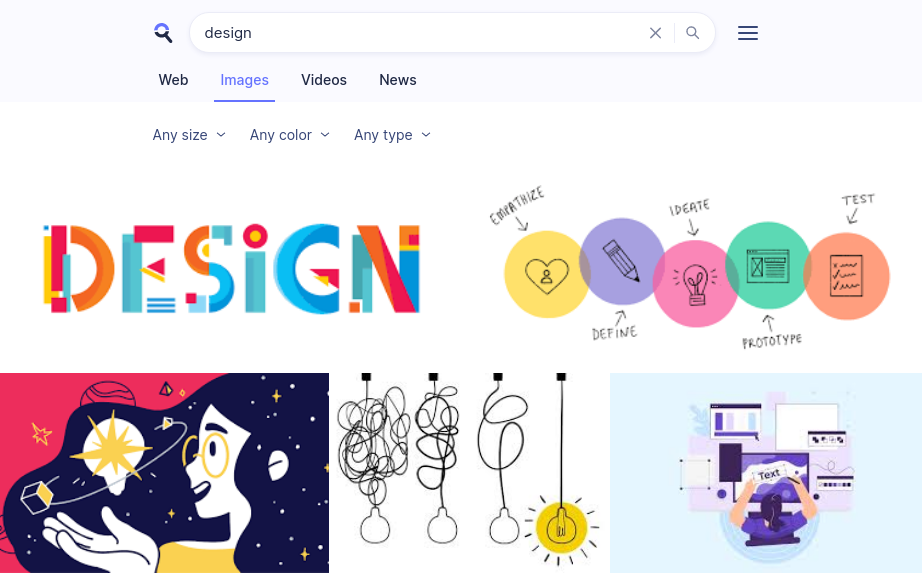 design
Web Images Videos News
Any size Any color Any type
DESIGN
EMPATHIZE
IDEATE
TEST
DEFINE
PROTOTYPE
Text